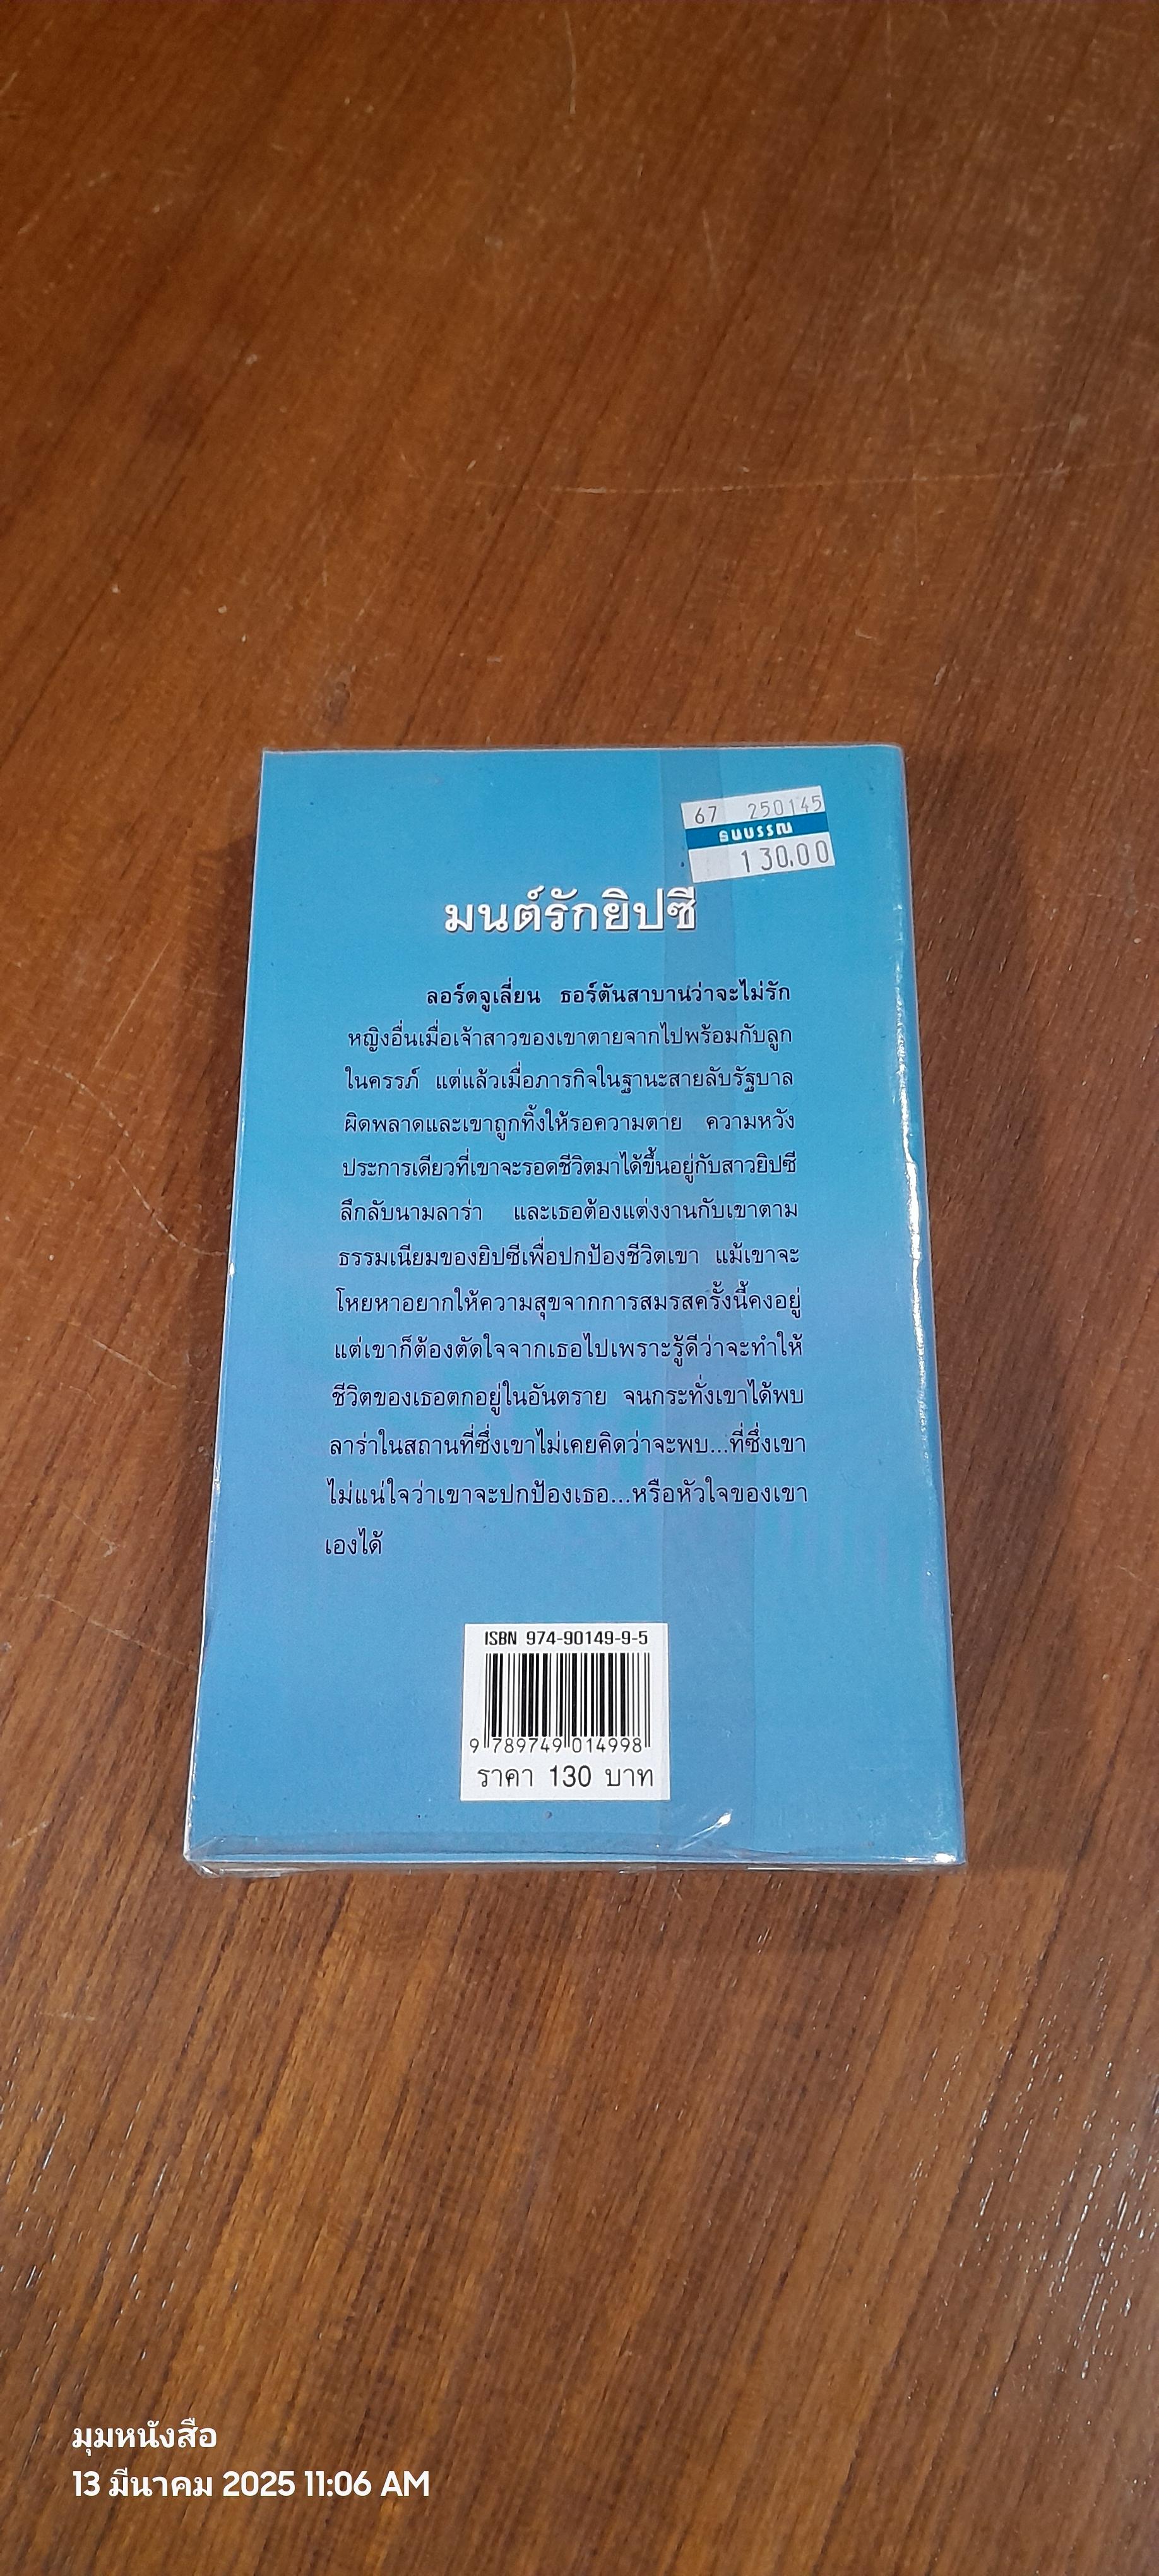 67 250145
ธนบรรณ
130.00
มนต์รักยิปซี
ลอร์ดจูเลี่ยน ธอร์ตันสาบานว่าจะไม่รัก
หญิงอื่นเมื่อเจ้าสาวของเขาตายจากไปพร้อมกับลูก
ในครรภ์ แต่แล้วเมื่อภารกิจในฐานะสายลับรัฐบาล
ผิดพลาดและเขาถูกทิ้งให้รอความตาย ความหวัง
ประการเดียวที่เขาจะรอดชีวิตมาได้ขึ้นอยู่กับสาวยิปซี
ลึกลับนามลาร่า และเธอต้องแต่งงานกับเขาตาม
ธรรมเนียมของยิปซีเพื่อปกป้องชีวิตเขา แม้เขาจะ
โหยหาอยากให้ความสุขจากการสมรสครั้งนี้คงอยู่
แต่เขาก็ต้องตัดใจจากเธอไปเพราะรู้ดีว่าจะทำให้
ชีวิตของเธอตกอยู่ในอันตราย จนกระทั่งเขาได้พบ
ลาร่าในสถานที่ซึ่งเขาไม่เคยคิดว่าจะพบ...ที่ซึ่งเขา
ไม่แน่ใจว่าเขาจะปกป้องเธอ...หรือหัวใจของเขา
เองได้
ISBN 974-90149-9-5
9 789749 014998
ราคา 130 บาท
มุมหนังสือ
13 มีนาคม 2025 11:06 AM